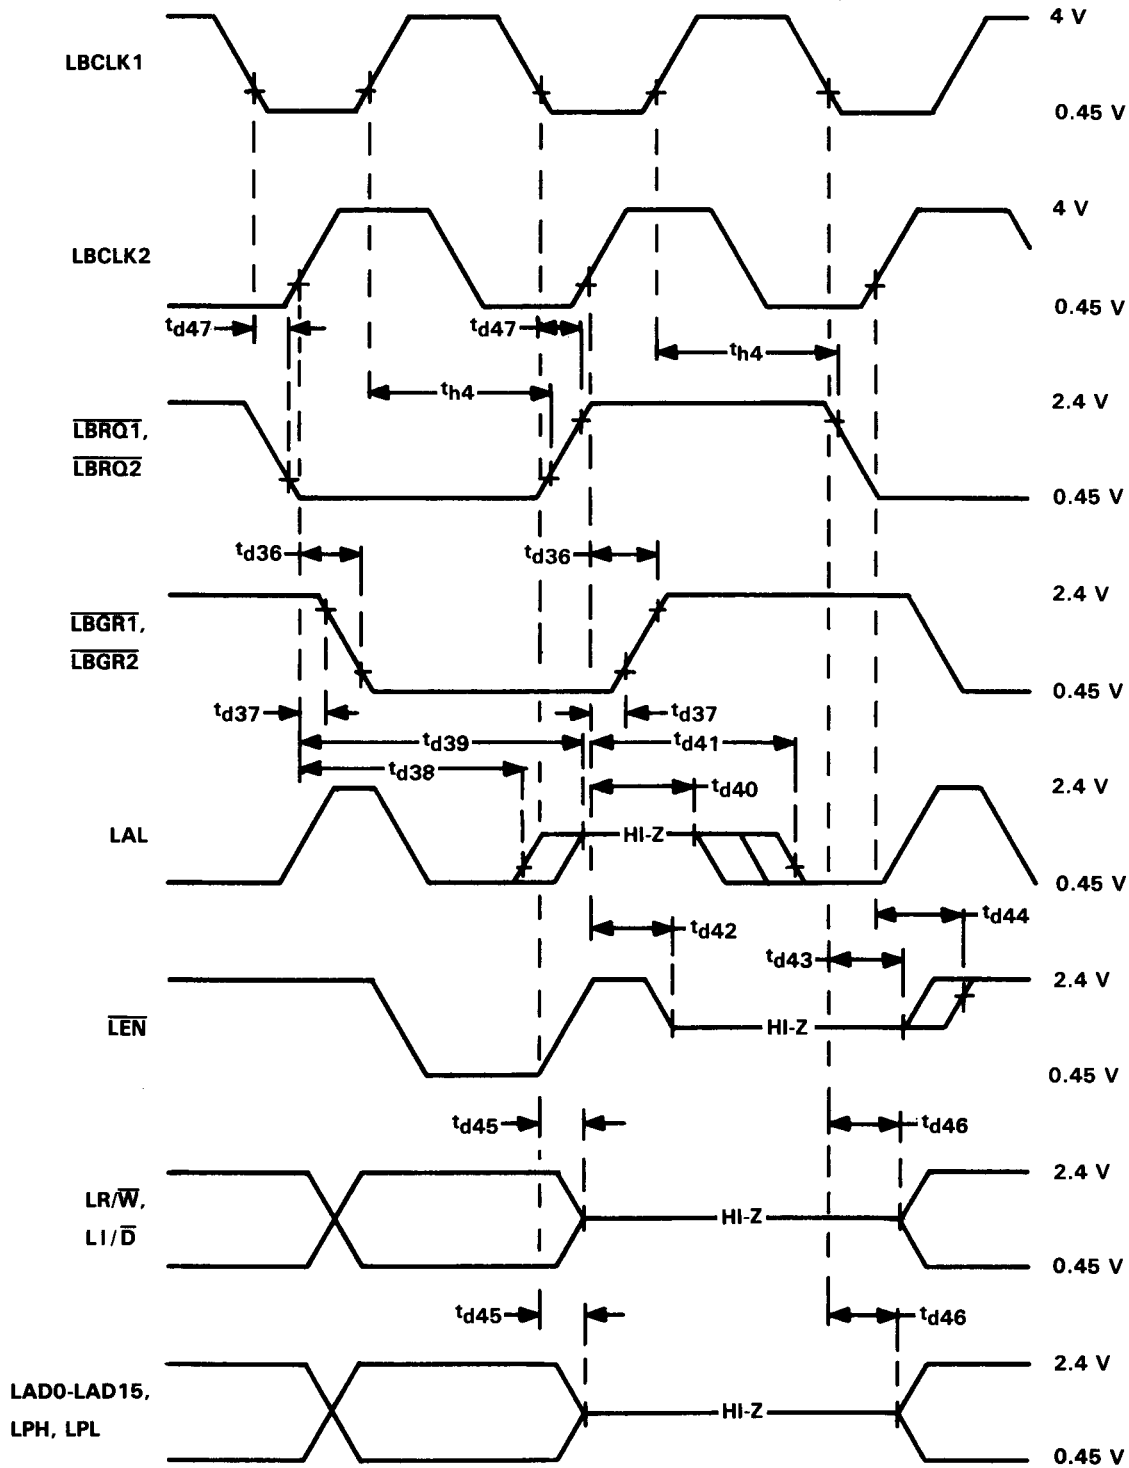 4 V
LBCLK1
0.45 V
4 V
LBCLK2
0.45 V
td47
td47
th4
th4
2.4 V
LBRQ1,
LBRQ2
0.45 V
td36
td36
2.4 V
LBGR1,
LBGR2
0.45 V
td37
td37
td39
td41
td38
td40
2.4 V
LAL
HI-Z
0.45 V
td44
td42
td43
2.4 V
LEN
HI-Z
0.45 V
td45
td46
2.4 V
LR/W,
HI-Z
LI/D
0.45 V
td45
td46
2.4 V
LAD0-LAD15,
HI-Z
LPH, LPL
0.45 V